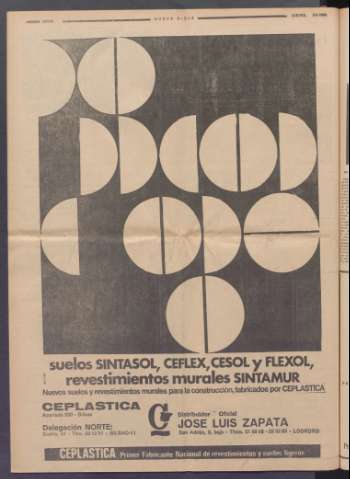 NUEVA RIOJA
suelos SINTASOL, CEFLEX, CESOL y FLEXOL,
revestimientos murales SINTAMUR
Nuevos suelos y revestimientos murales para la construcción, fabricados por CEPLASTICA
CEPLASTICA
Distribuidor Oficial
JOSE LUIS ZAPATA
Delegación NORTE:
LOGROÑO
CEPLASTICA Primer Fabricante Nacional de revestimientos y suelos ligeros